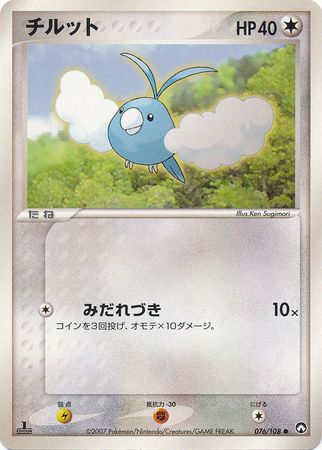 チルット
HP40
Illus.Ken Sugimori
たね
みだれづき 10×
コインを3回投げ、オモテ×10ダメージ。
弱点 抵抗力 -30 にげる
1 EDITION
©2007 Pokémon/Nintendo/Creatures/GAME FREAK.
076/108 ●